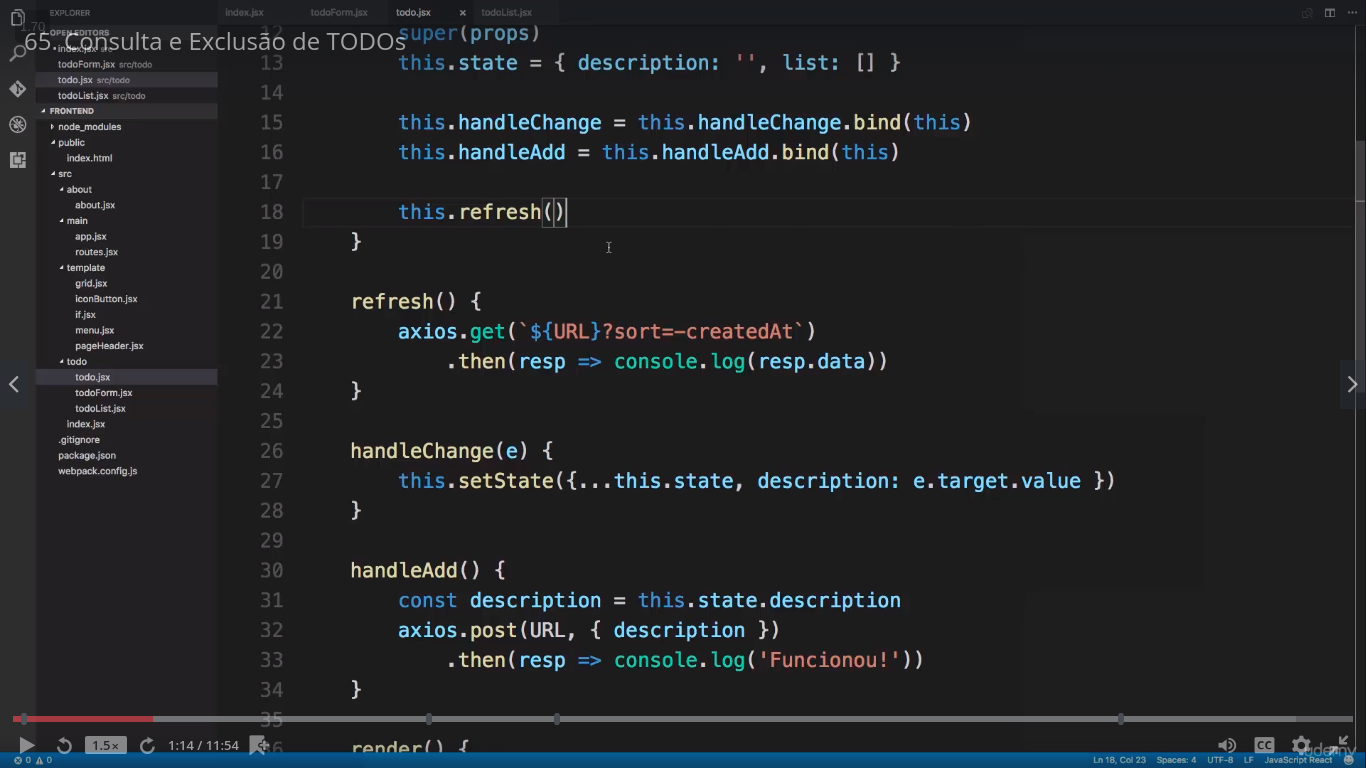 EXPLORER
index.jsx
todoForm.jsx
todo.jsx ×
todoList.jsx
1.70
OPEN EDITORS
65. Consulta e Exclusão de TODOs
index.jsx src
todoForm.jsx src/todo
todo.jsx src/todo
todoList.jsx src/todo
FRONTEND
node_modules
public
index.html
src
about
about.jsx
main
app.jsx
routes.jsx
template
grid.jsx
iconButton.jsx
if.jsx
menu.jsx
pageHeader.jsx
todo
todo.jsx
todoForm.jsx
todoList.jsx
index.jsx
.gitignore
package.json
webpack.config.js
12 super(props)
13 this.state = { description: '', list: [] }
14
15 this.handleChange = this.handleChange.bind(this)
16 this.handleAdd = this.handleAdd.bind(this)
17
18 this.refresh()
19 }
20
21 refresh() {
22 axios.get(`${URL}?sort=-createdAt`)
23 .then(resp => console.log(resp.data))
24 }
25
26 handleChange(e) {
27 this.setState({...this.state, description: e.target.value })
28 }
29
30 handleAdd() {
31 const description = this.state.description
32 axios.post(URL, { description })
33 .then(resp => console.log('Funcionou!'))
34 }
35
36 render() {
1.5×
1:14 / 11:54
CC
udemy
0 0
Ln 18, Col 23
Spaces: 4
UTF-8
LF
JavaScript React